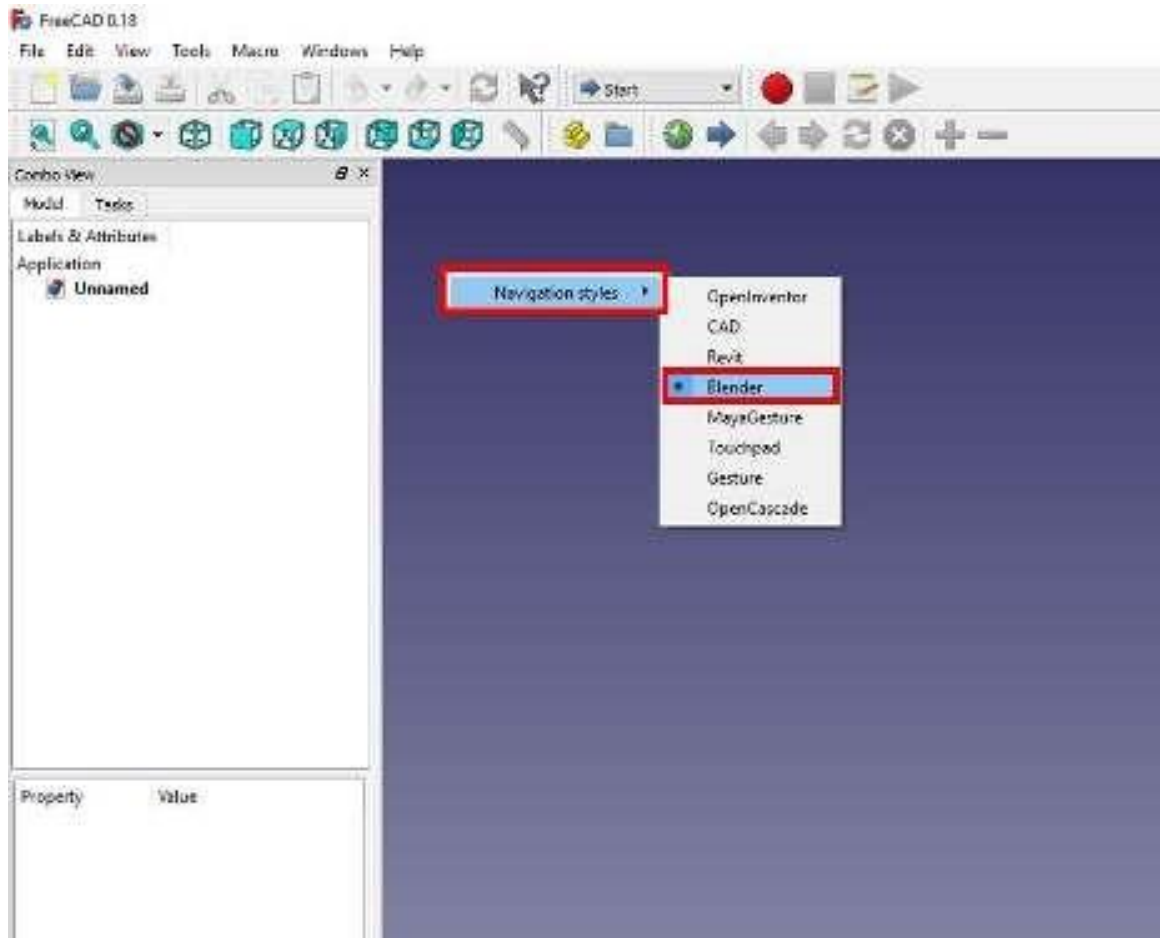 FreeCAD 0.18
File Edit View Tools Macro Windows Help
Start
Combo View
Model Tasks
Labels & Attributes
Application
Unnamed
Navigation styles
OpenInventor
CAD
Revit
Blender
MayaGesture
Touchpad
Gesture
OpenCascade
Property Value